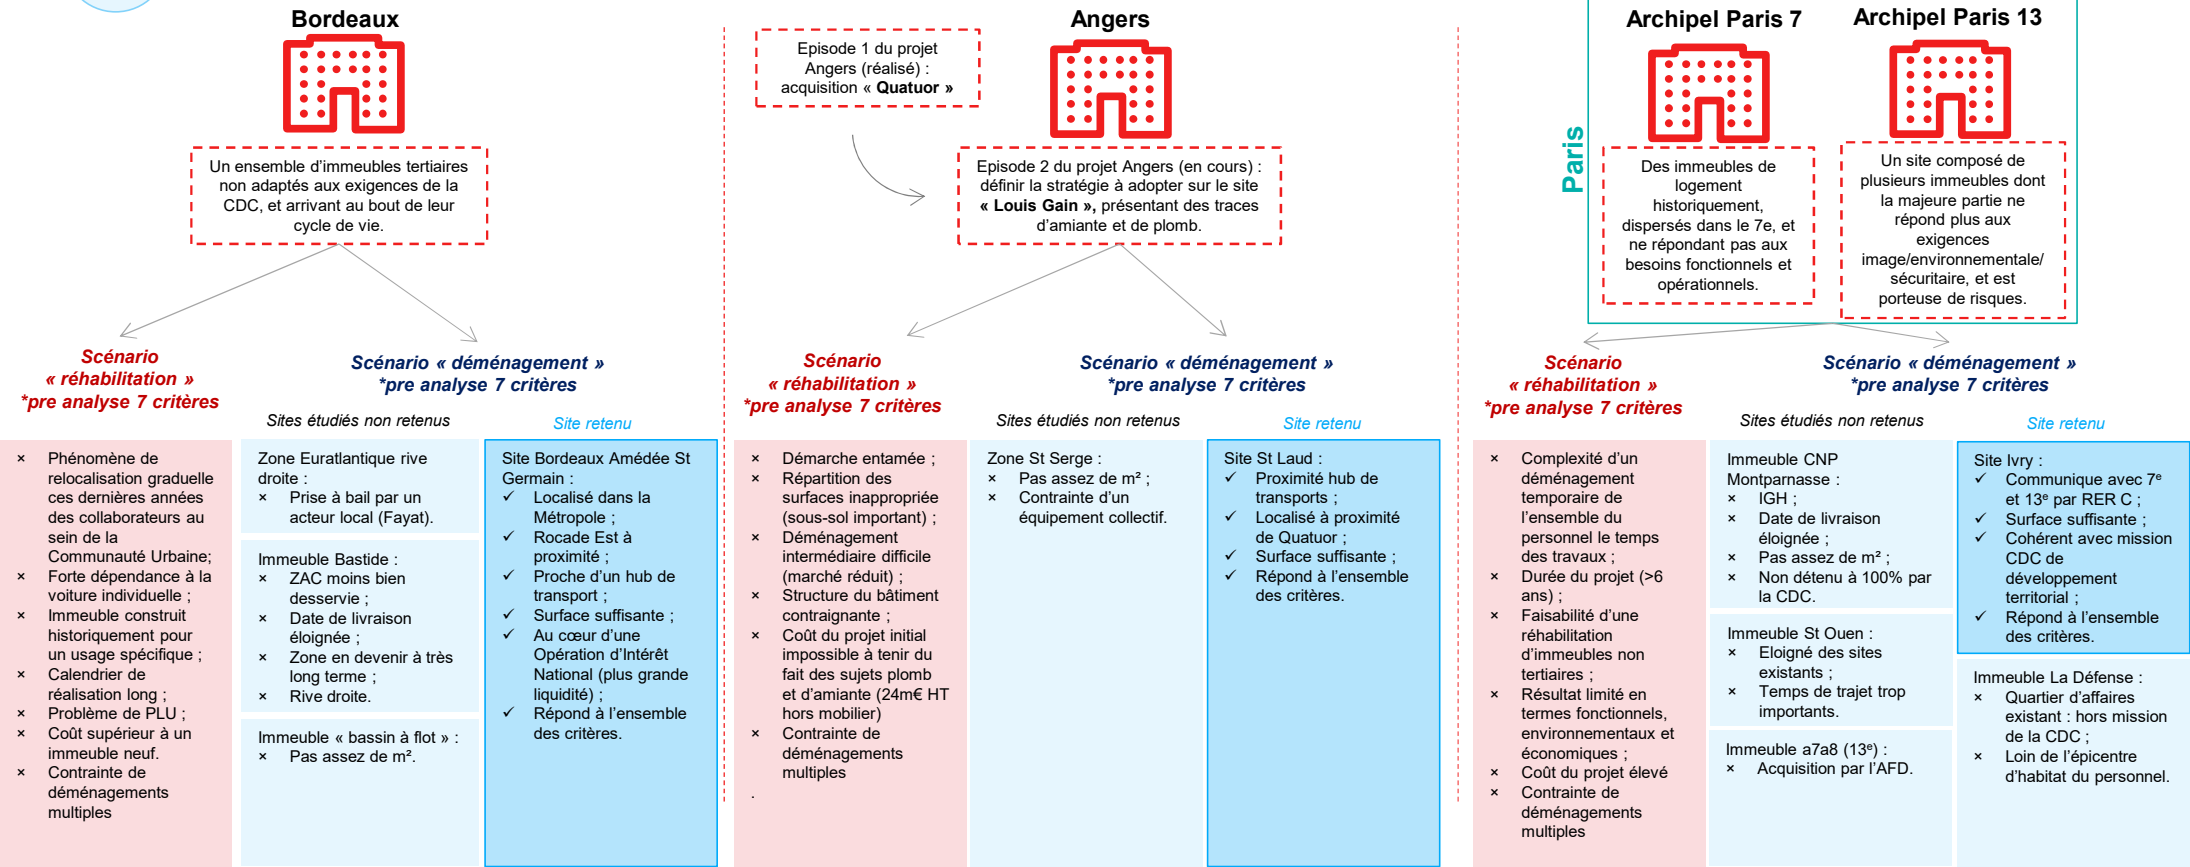 Bordeaux
Un ensemble d'immeubles tertiaires
non adaptés aux exigences de la
CDC, et arrivant au bout de leur
cycle de vie.
Scénario
« réhabilitation »
*pre analyse 7 critères
Scénario « déménagement »
*pre analyse 7 critères
Sites étudiés non retenus
Site retenu
× Phénomène de
relocalisation graduelle
ces dernières années
des collaborateurs au
sein de la
Communauté Urbaine;
× Forte dépendance à la
voiture individuelle ;
× Immeuble construit
historiquement pour
un usage spécifique ;
× Calendrier de
réalisation long ;
× Problème de PLU ;
× Coût supérieur à un
immeuble neuf.
× Contrainte de
déménagements
multiples
Zone Euratlantique rive
droite :
× Prise à bail par un
acteur local (Fayat).
Immeuble Bastide :
× ZAC moins bien
desservie ;
× Date de livraison
éloignée ;
× Zone en devenir à très
long terme ;
× Rive droite.
Immeuble « bassin à flot » :
× Pas assez de m².
Site Bordeaux Amédée St
Germain :
✓ Localisé dans la
Métropole ;
✓ Rocade Est à
proximité ;
✓ Proche d'un hub de
transport ;
✓ Surface suffisante ;
✓ Au cœur d'une
Opération d'Intérêt
National (plus grande
liquidité) ;
✓ Répond à l'ensemble
des critères.
Angers
Episode 1 du projet
Angers (réalisé) :
acquisition « Quatuor »
Episode 2 du projet Angers (en cours) :
définir la stratégie à adopter sur le site
« Louis Gain », présentant des traces
d'amiante et de plomb.
Scénario
« réhabilitation »
*pre analyse 7 critères
Scénario « déménagement »
*pre analyse 7 critères
Sites étudiés non retenus
Site retenu
× Démarche entamée ;
× Répartition des
surfaces inappropriée
(sous-sol important) ;
× Déménagement
intermédiaire difficile
(marché réduit) ;
× Structure du bâtiment
contraignante ;
× Coût du projet initial
impossible à tenir du
fait des sujets plomb
et d'amiante (24m€ HT
hors mobilier)
× Contrainte de
déménagements
multiples
.
Zone St Serge :
× Pas assez de m² ;
× Contrainte d'un
équipement collectif.
Site St Laud :
✓ Proximité hub de
transports ;
✓ Localisé à proximité
de Quatuor ;
✓ Surface suffisante ;
✓ Répond à l'ensemble
des critères.
Paris
Archipel Paris 7
Des immeubles de
logement
historiquement,
dispersés dans le 7e, et
ne répondant pas aux
besoins fonctionnels et
opérationnels.
Archipel Paris 13
Un site composé de
plusieurs immeubles dont
la majeure partie ne
répond plus aux
exigences
image/environnementale/
sécuritaire, et est
porteuse de risques.
Scénario
« réhabilitation »
*pre analyse 7 critères
Scénario « déménagement »
*pre analyse 7 critères
Sites étudiés non retenus
Site retenu
× Complexité d'un
déménagement
temporaire de
l'ensemble du
personnel le temps
des travaux ;
× Durée du projet (>6
ans) ;
× Faisabilité d'une
réhabilitation
d'immeubles non
tertiaires ;
× Résultat limité en
termes fonctionnels,
environnementaux et
économiques ;
× Coût du projet élevé
× Contrainte de
déménagements
multiples
Immeuble CNP
Montparnasse :
× IGH ;
× Date de livraison
éloignée ;
× Pas assez de m² ;
× Non détenu à 100% par
la CDC.
Immeuble St Ouen :
× Eloigné des sites
existants ;
× Temps de trajet trop
importants.
Immeuble a7a8 (13ᵉ) :
× Acquisition par l'AFD.
Site Ivry :
✓ Communique avec 7ᵉ
et 13ᵉ par RER C ;
✓ Surface suffisante ;
✓ Cohérent avec mission
CDC de
développement
territorial ;
✓ Répond à l'ensemble
des critères.
Immeuble La Défense :
× Quartier d'affaires
existant : hors mission
de la CDC ;
× Loin de l'épicentre
d'habitat du personnel.